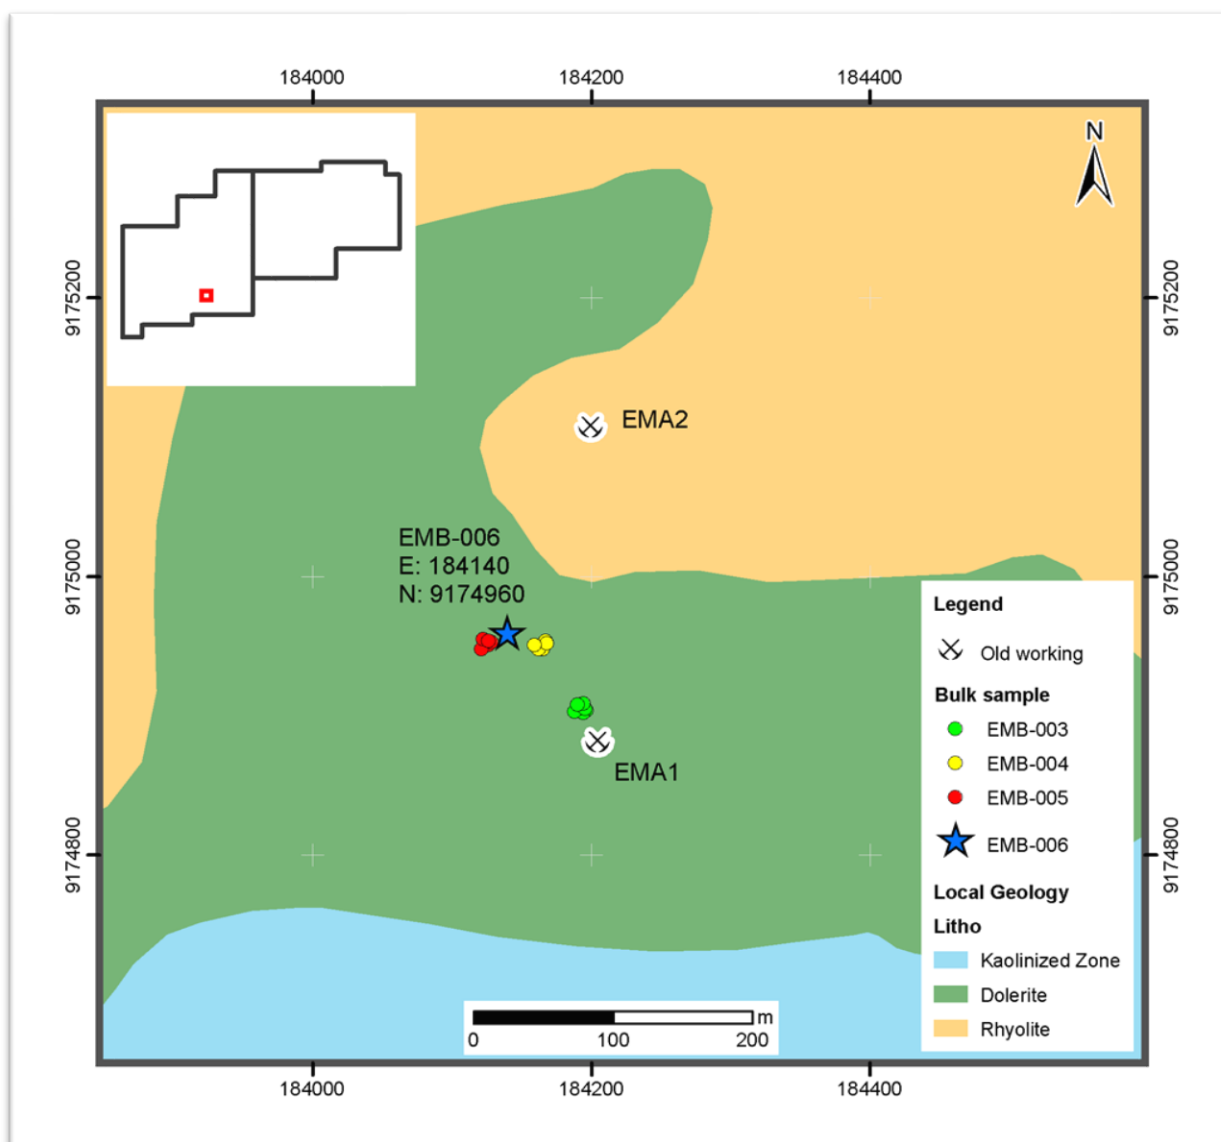 184000 184200 184400
N
9175200 9175200
EMA2
EMB-006
E: 184140
N: 9174960
9175000 9175000
EMA1
Legend
Old working
Bulk sample
EMB-003
EMB-004
EMB-005
EMB-006
9174800 9174800
Local Geology
Litho
Kaolinized Zone
Dolerite
Rhyolite
m
0 100 200
184000 184200 184400